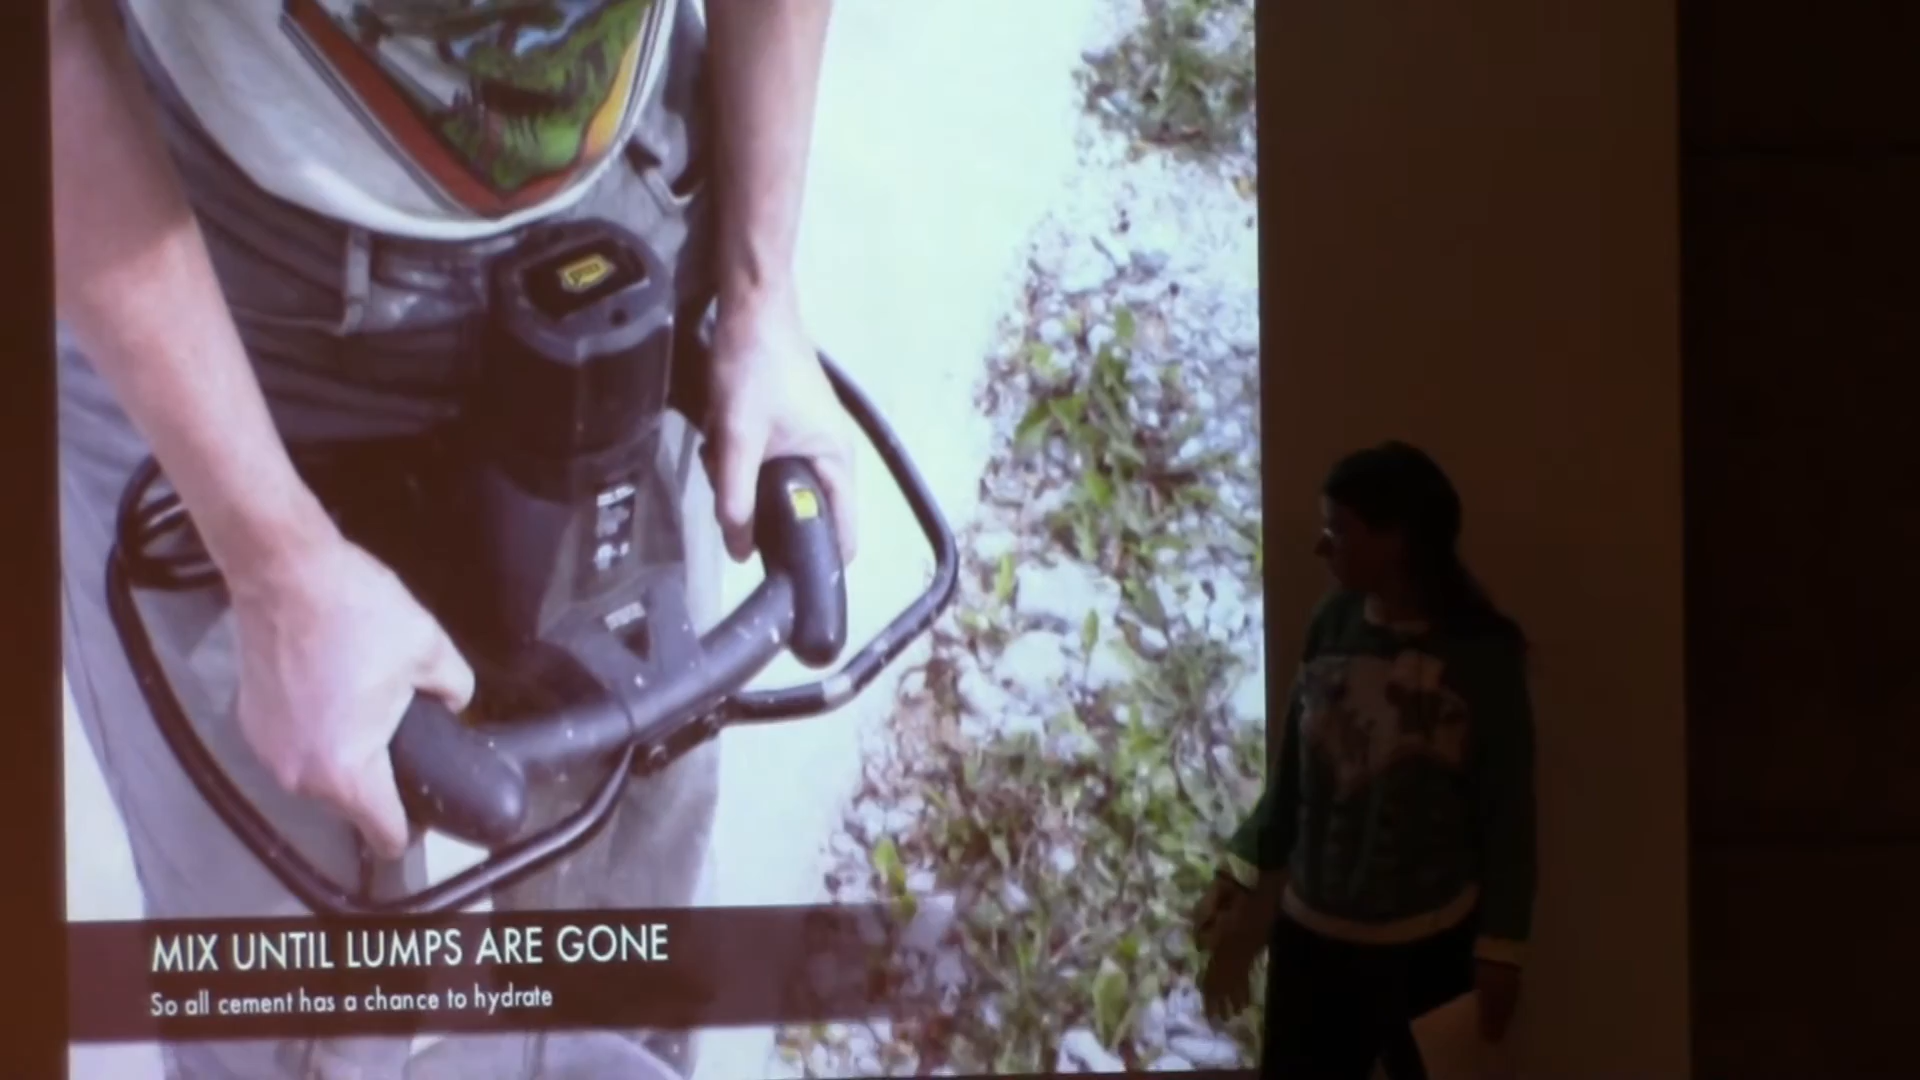 MIX UNTIL LUMPS ARE GONE
So all cement has a chance to hydrate